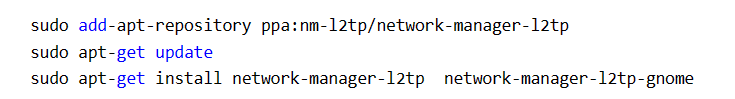 sudo add-apt-repository ppa:nm-l2tp/network-manager-l2tp
sudo apt-get update
sudo apt-get install network-manager-l2tp  network-manager-l2tp-gnome